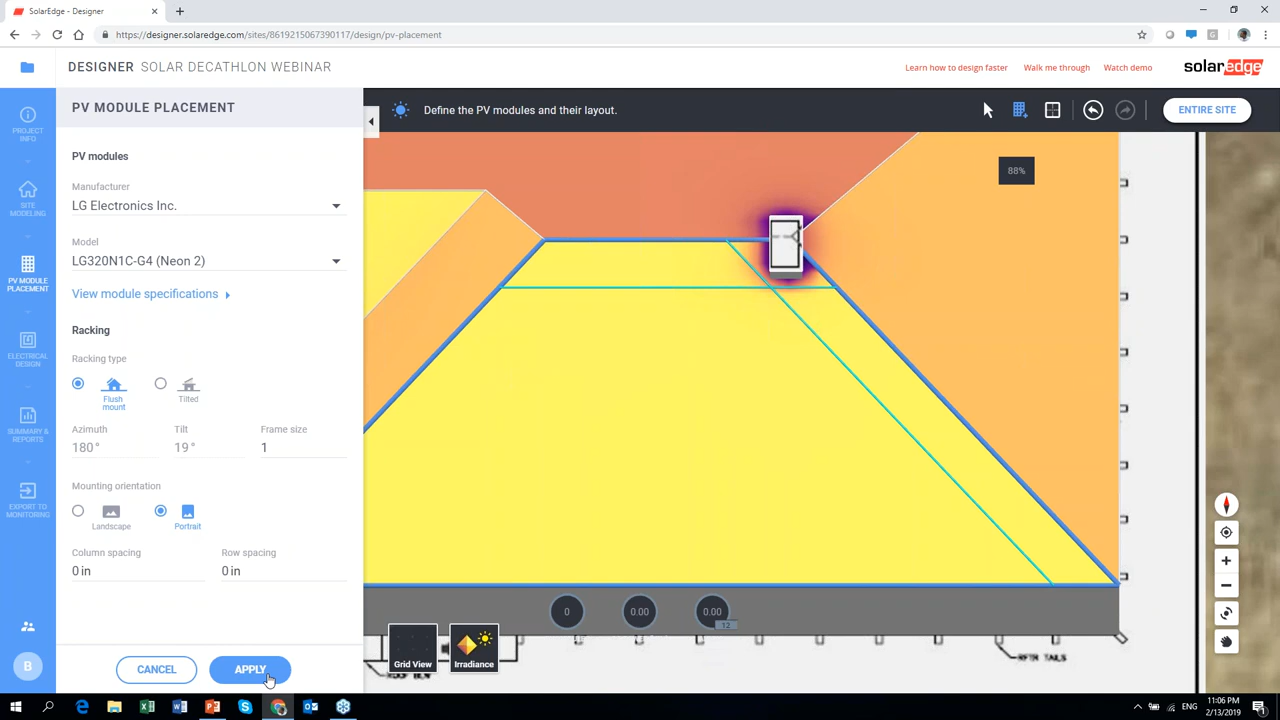 SolarEdge - Designer
https://designer.solaredge.com/sites/8619215067390117/design/pv-placement
DESIGNER SOLAR DECATHLON WEBINAR
Learn how to design faster
Walk me through
Watch demo
solaredge
PV MODULE PLACEMENT
Define the PV modules and their layout.
ENTIRE SITE
PROJECT
INFO
SITE
MODELING
PV MODULE
PLACEMENT
ELECTRICAL
DESIGN
SUMMARY &
REPORTS
EXPORT TO
MONITORING
B
PV modules
Manufacturer
LG Electronics Inc.
Model
LG320N1C-G4 (Neon 2)
View module specifications
Racking
Racking type
Flush
mount
Tilted
Azimuth
Tilt
Frame size
180°
19°
1
Mounting orientation
Landscape
Portrait
Column spacing
Row spacing
0 in
0 in
CANCEL
APPLY
88%
0
0.00
0.00
12
Grid View
Irradiance
RFTR TAILS
ENG
11:06 PM
2/13/2019
1